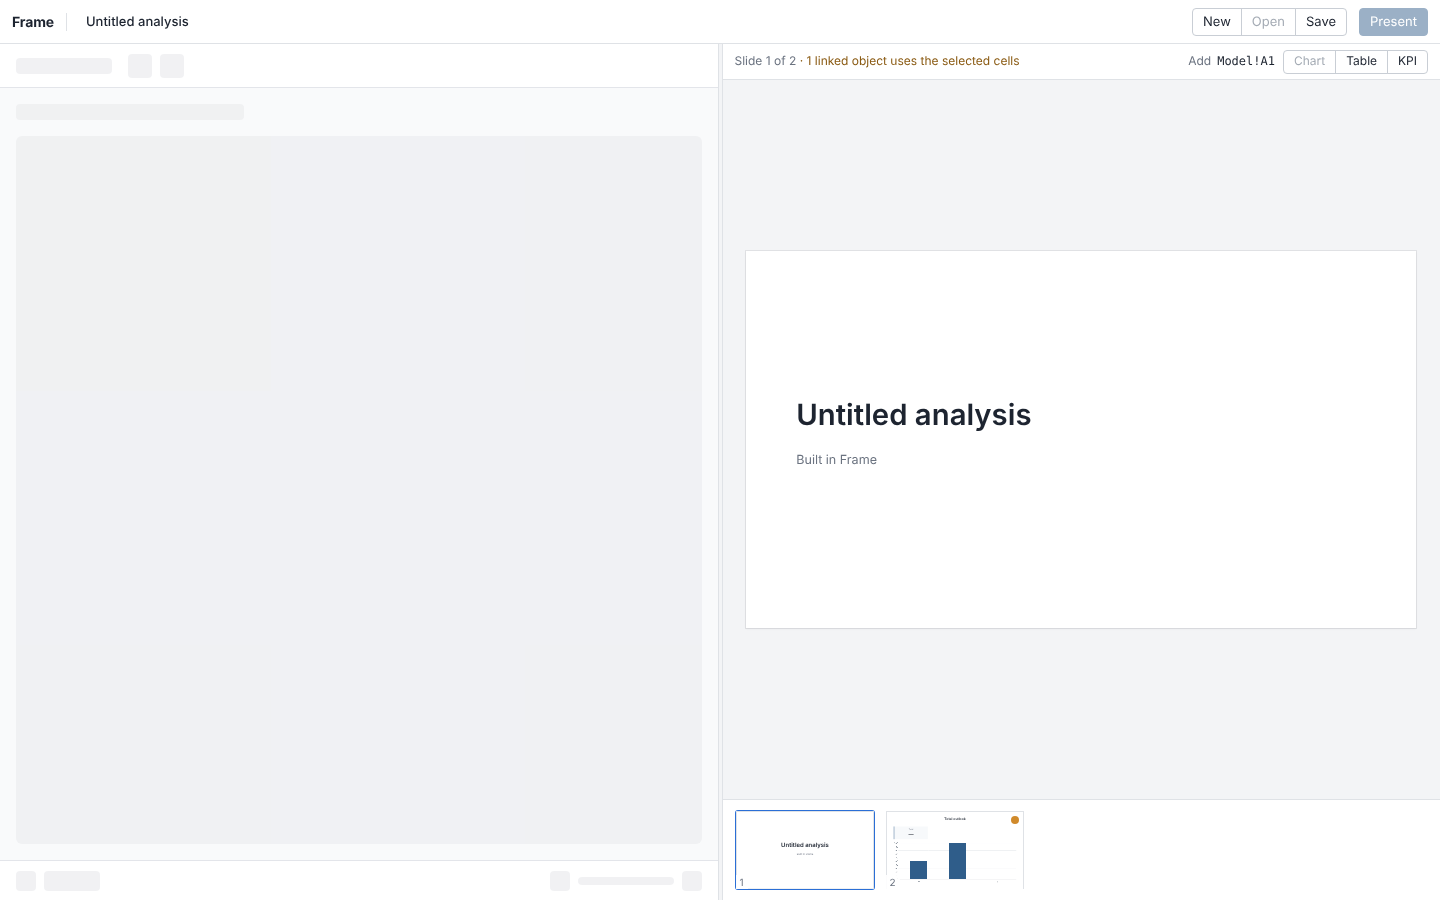 Frame
Untitled analysis
New
Open
Save
Present
Slide 1 of 2 · 1 linked object uses the selected cells
Add Model!A1
Chart
Table
KPI
Untitled analysis
Built in Frame
Untitled analysis
1
2